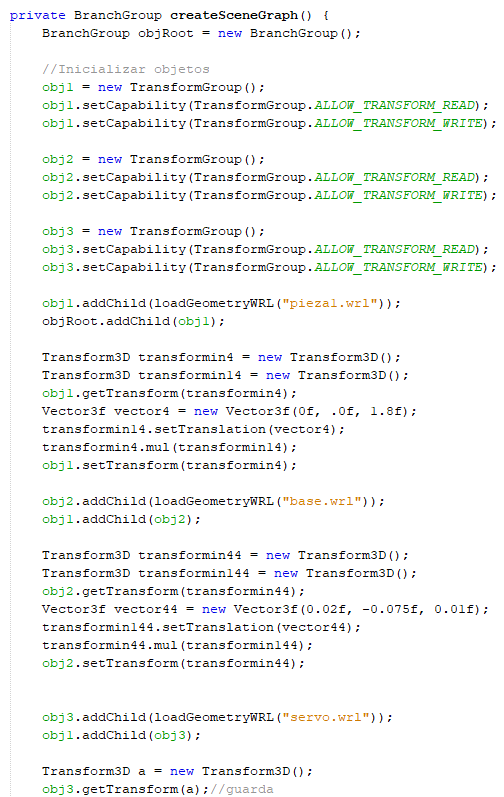 private BranchGroup createSceneGraph() {
BranchGroup objRoot = new BranchGroup();
//Inicializar objetos
obj1 = new TransformGroup();
obj1.setCapability(TransformGroup.ALLOW_TRANSFORM_READ);
obj1.setCapability(TransformGroup.ALLOW_TRANSFORM_WRITE);
obj2 = new TransformGroup();
obj2.setCapability(TransformGroup.ALLOW_TRANSFORM_READ);
obj2.setCapability(TransformGroup.ALLOW_TRANSFORM_WRITE);
obj3 = new TransformGroup();
obj3.setCapability(TransformGroup.ALLOW_TRANSFORM_READ);
obj3.setCapability(TransformGroup.ALLOW_TRANSFORM_WRITE);
obj1.addChild(loadGeometryWRL("pieza1.wrl"));
objRoot.addChild(obj1);
Transform3D transformin4 = new Transform3D();
Transform3D transformin14 = new Transform3D();
obj1.getTransform(transformin4);
Vector3f vector4 = new Vector3f(0f, .0f, 1.8f);
transformin14.setTranslation(vector4);
transformin4.mul(transformin14);
obj1.setTransform(transformin4);
obj2.addChild(loadGeometryWRL("base.wrl"));
obj1.addChild(obj2);
Transform3D transformin44 = new Transform3D();
Transform3D transformin144 = new Transform3D();
obj2.getTransform(transformin44);
Vector3f vector44 = new Vector3f(0.02f, -0.075f, 0.01f);
transformin144.setTranslation(vector44);
transformin44.mul(transformin144);
obj2.setTransform(transformin44);
obj3.addChild(loadGeometryWRL("servo.wrl"));
obj1.addChild(obj3);
Transform3D a = new Transform3D();
obj3.getTransform(a);//guarda